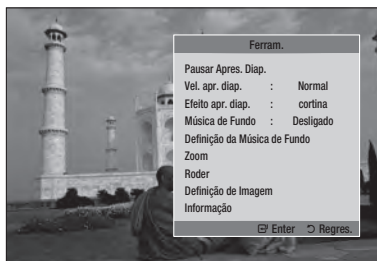 Ferram.
Pausar Apres. Diap.
Vel. apr. diap. : Normal
Efeito apr. diap. : cortina
Música de Fundo : Desligado
Definição da Música de Fundo
Zoom
Roder
Definição de Imagem
Informação
Enter Regres.